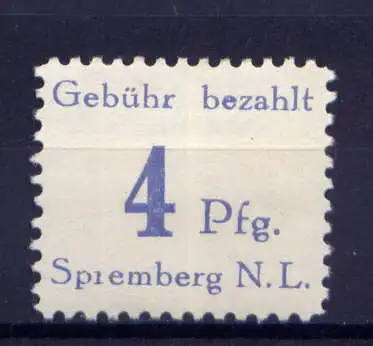 Gebühr bezahlt
4 Pfg.
Spremberg N.L.